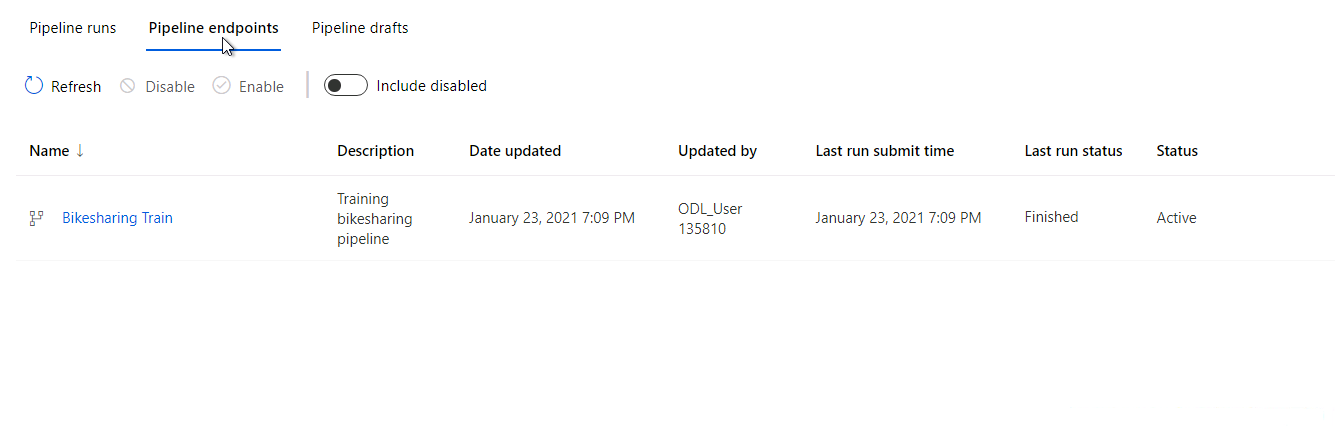 Pipeline runs Pipeline endpoints Pipeline drafts
Refresh Disable Enable Include disabled
Name Description Date updated Updated by Last run submit time Last run status Status
Bikesharing Train
Training
bikesharing
pipeline
January 23, 2021 7:09 PM
ODL_User
135810
January 23, 2021 7:09 PM
Finished
Active